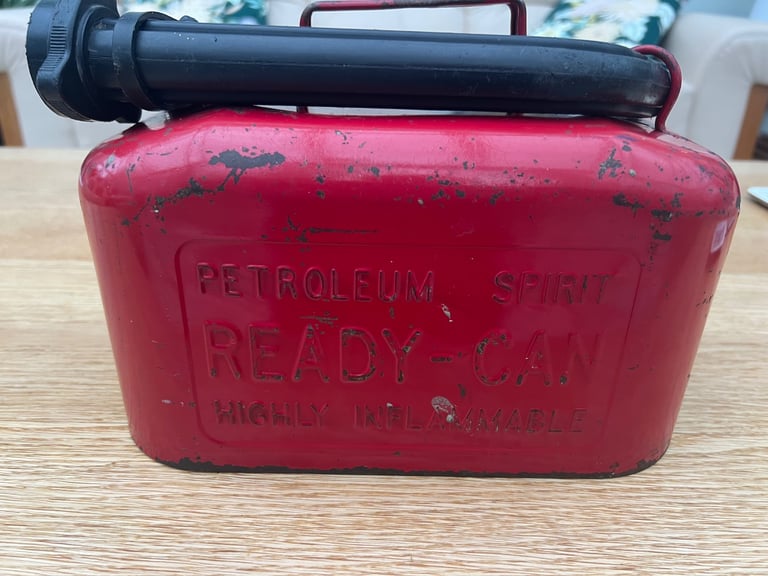 PETROLEUM SPIRIT
READY-CAN
HIGHLY INFLAMMABLE